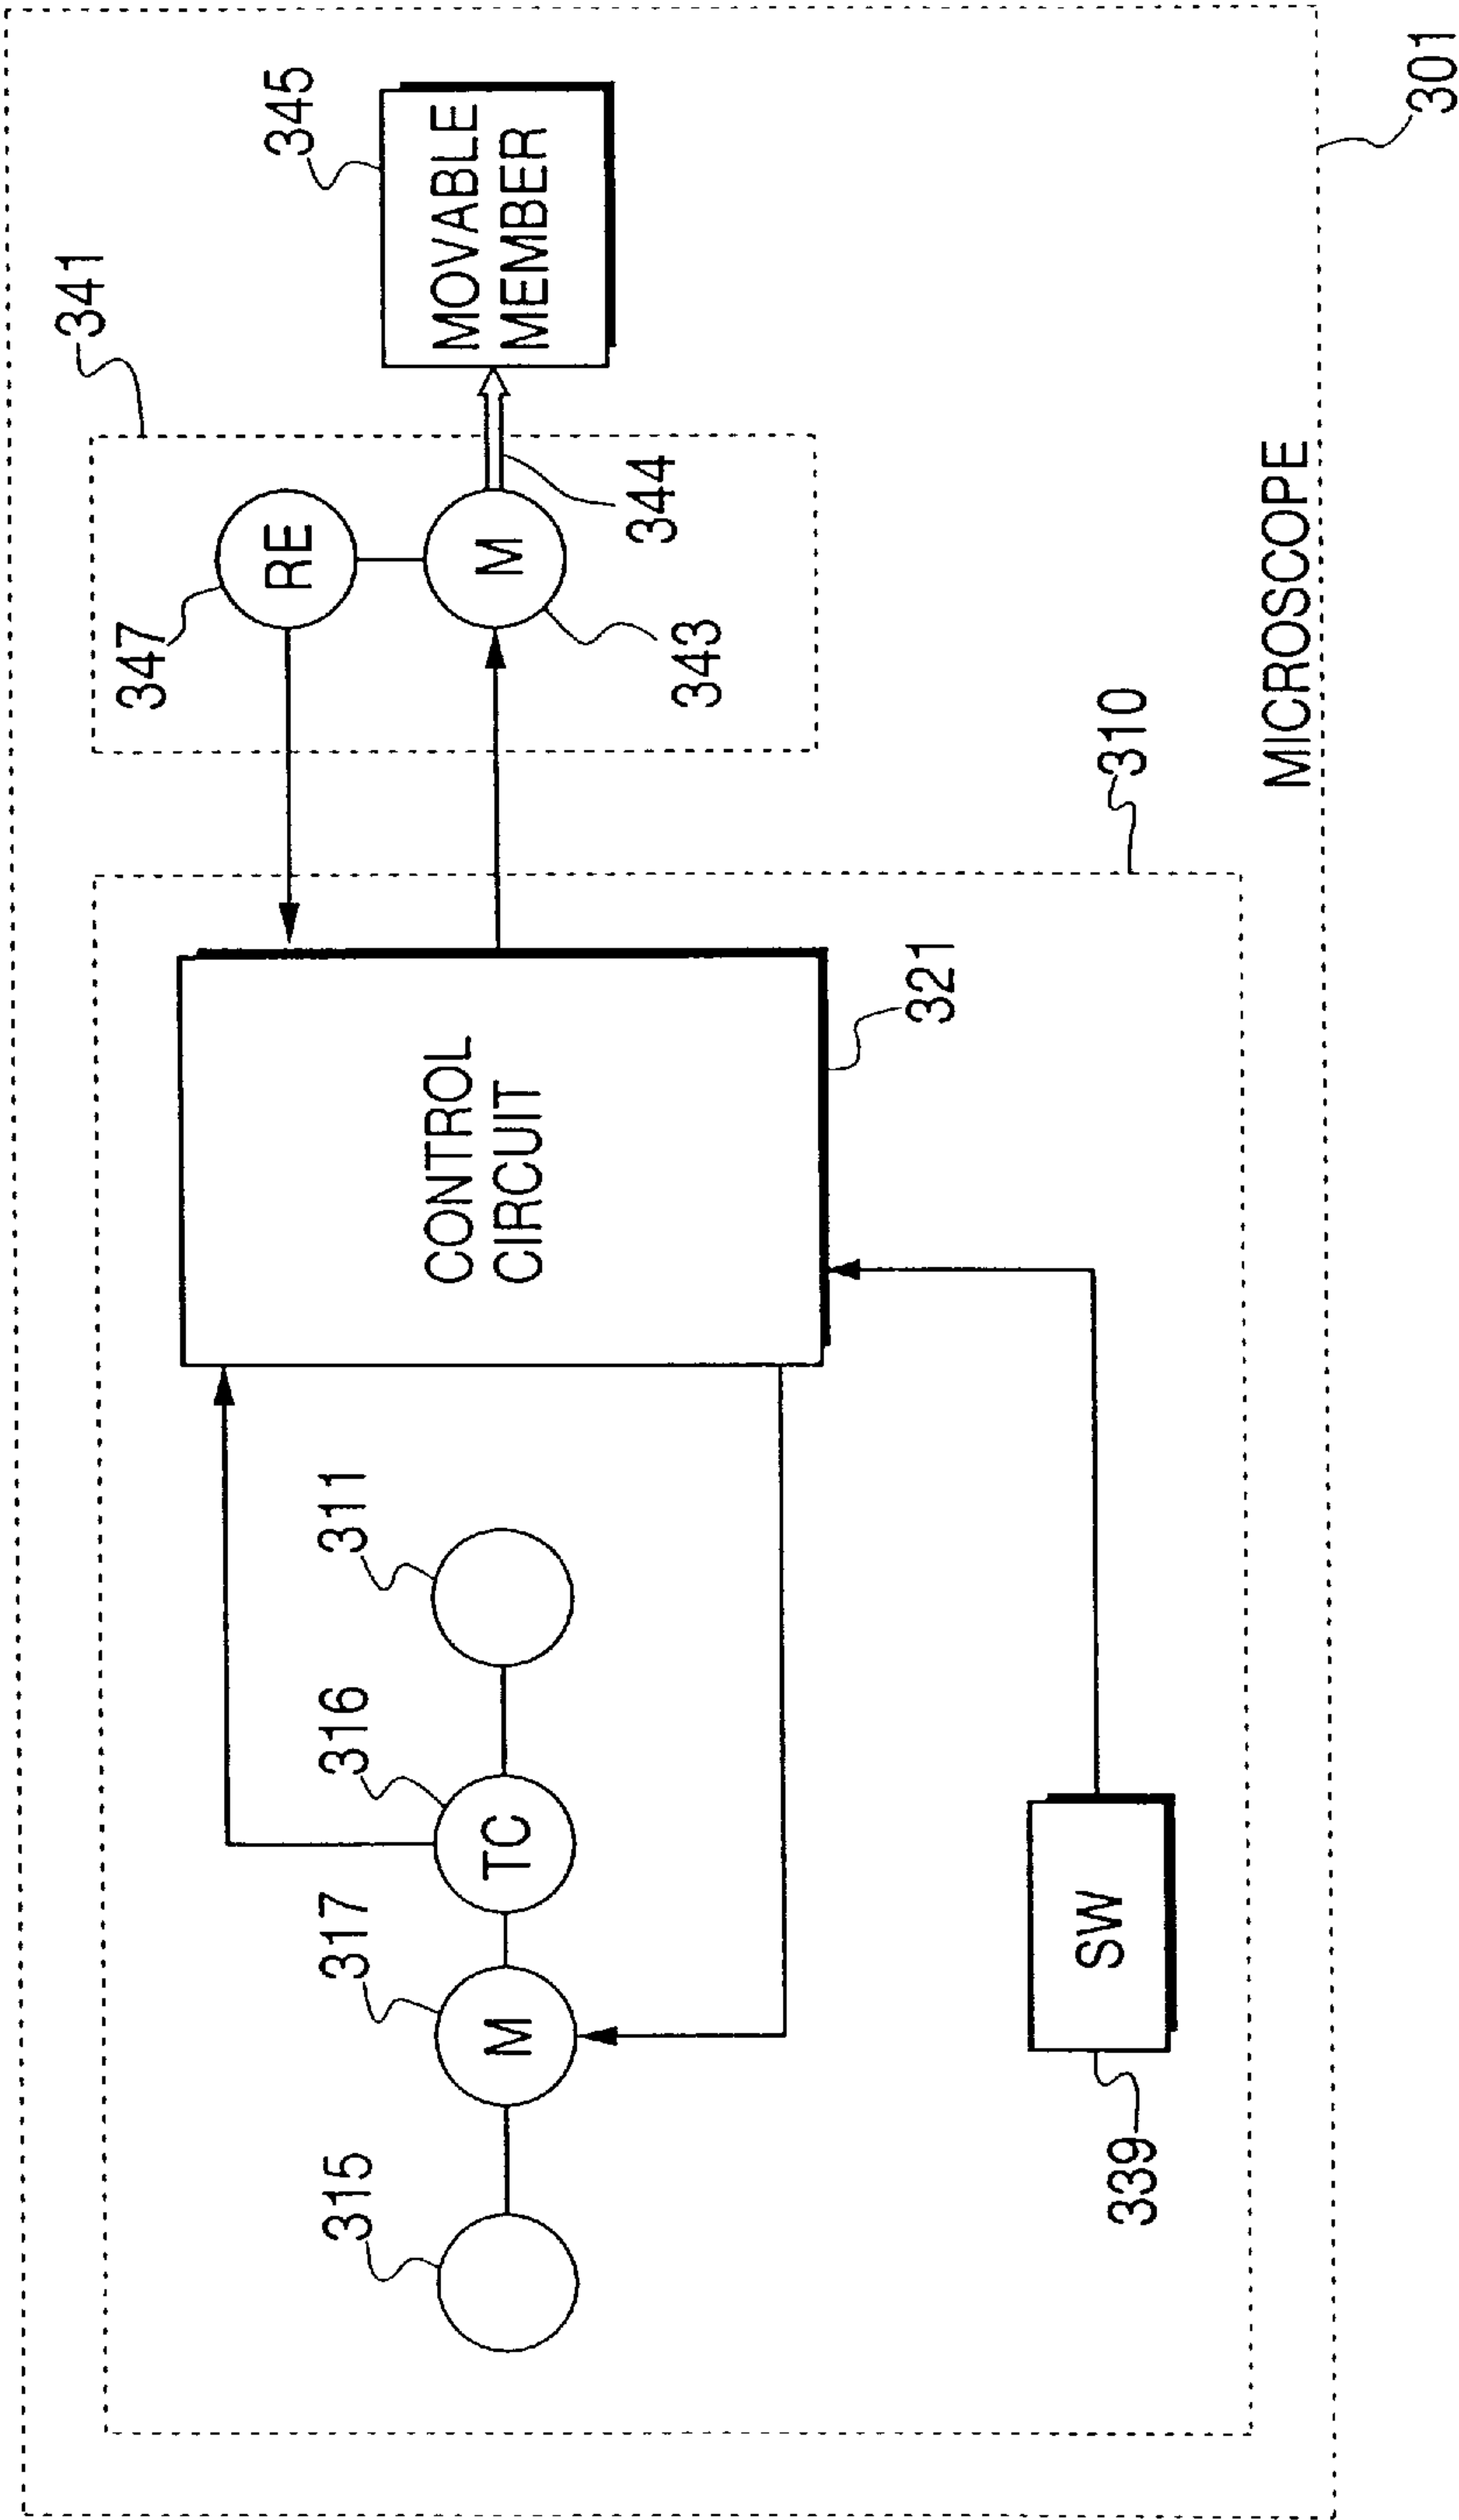 301
341
345
347
RE
MOVABLE
MEMBER
M
344
343
310
MICROSCOPE
CONTROL
CIRCUIT
321
315
317
316
311
M
TC
SW
339